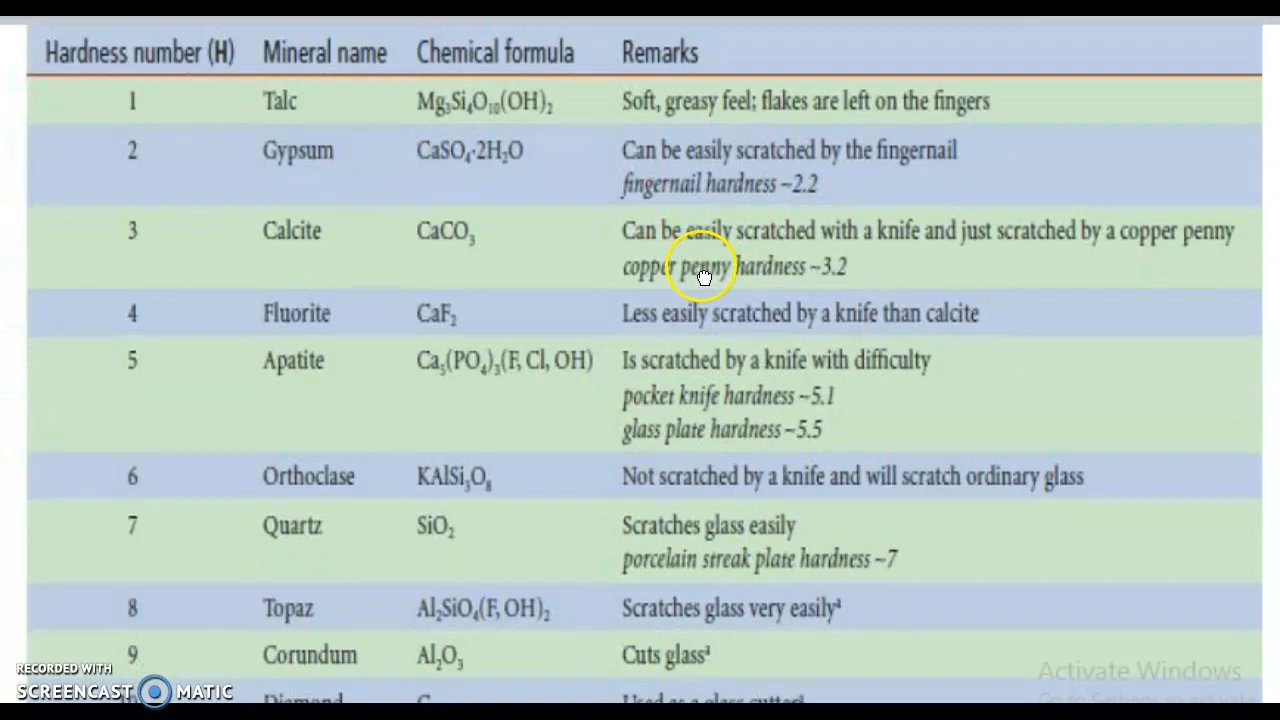 Hardness number (H) Mineral name Chemical formula Remarks
1 Talc Mg₃Si₄O₁₀(OH)₂ Soft, greasy feel; flakes are left on the fingers
2 Gypsum CaSO₄·2H₂O Can be easily scratched by the fingernail
fingernail hardness ~2.2
3 Calcite CaCO₃ Can be easily scratched with a knife and just scratched by a copper penny
copper penny hardness ~3.2
4 Fluorite CaF₂ Less easily scratched by a knife than calcite
5 Apatite Ca₅(PO₄)₃(F, Cl, OH) Is scratched by a knife with difficulty
pocket knife hardness ~5.1
glass plate hardness ~5.5
6 Orthoclase KAlSi₃O₈ Not scratched by a knife and will scratch ordinary glass
7 Quartz SiO₂ Scratches glass easily
porcelain streak plate hardness ~7
8 Topaz Al₂SiO₄(F, OH)₂ Scratches glass very easilyᵃ
9 Corundum Al₂O₃ Cuts glassᵃ
Diamond C Used as a glass cutter
Activate Windows
RECORDED WITH
SCREENCAST MATIC